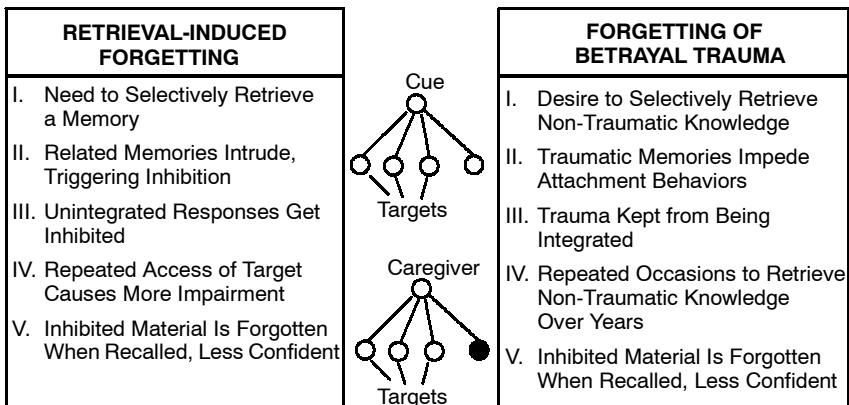 RETRIEVAL-INDUCED
FORGETTING
I. Need to Selectively Retrieve
a Memory
II. Related Memories Intrude,
Triggering Inhibition
III. Unintegrated Responses Get
Inhibited
IV. Repeated Access of Target
Causes More Impairment
V. Inhibited Material Is Forgotten
When Recalled, Less Confident
Cue
Targets
Caregiver
Targets
FORGETTING OF
BETRAYAL TRAUMA
I. Desire to Selectively Retrieve
Non-Traumatic Knowledge
II. Traumatic Memories Impede
Attachment Behaviors
III. Trauma Kept from Being
Integrated
IV. Repeated Occasions to Retrieve
Non-Traumatic Knowledge
Over Years
V. Inhibited Material Is Forgotten
When Recalled, Less Confident